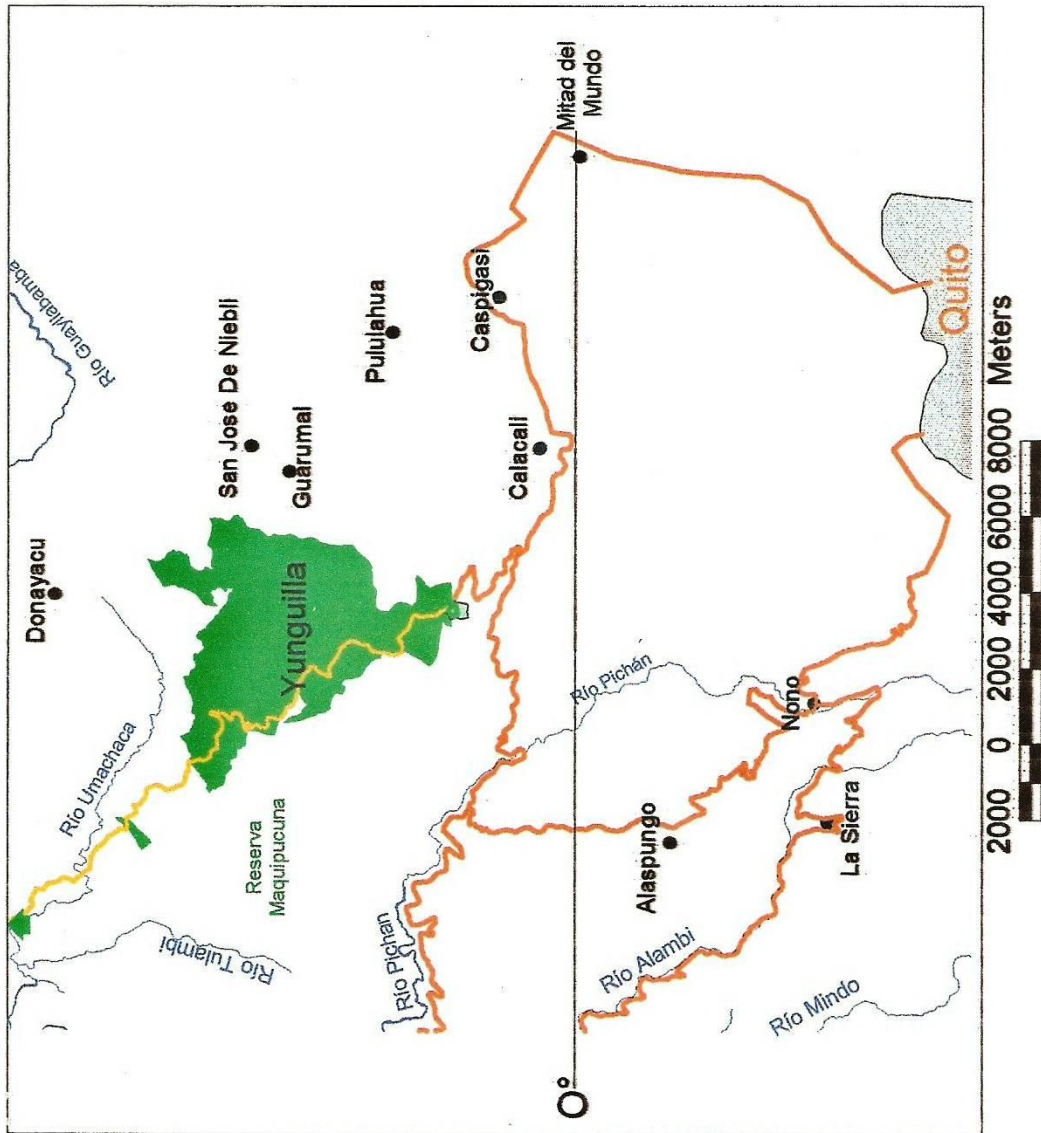 Donayacu
Río Guayllabamba
Río Umachaca
Río Tulambi
San Jose De Niebli
Reserva
Maquipucuna
Guarumal
Yunguilla
Pululahua
Río Pichan
Caspigasi
Calacali
0°
Mitad del
Mundo
Río Pichán
Alaspungo
Río Alambi
Nono
Río Mindo
La Sierra
Quito
2000 0 2000 4000 6000 8000 Meters